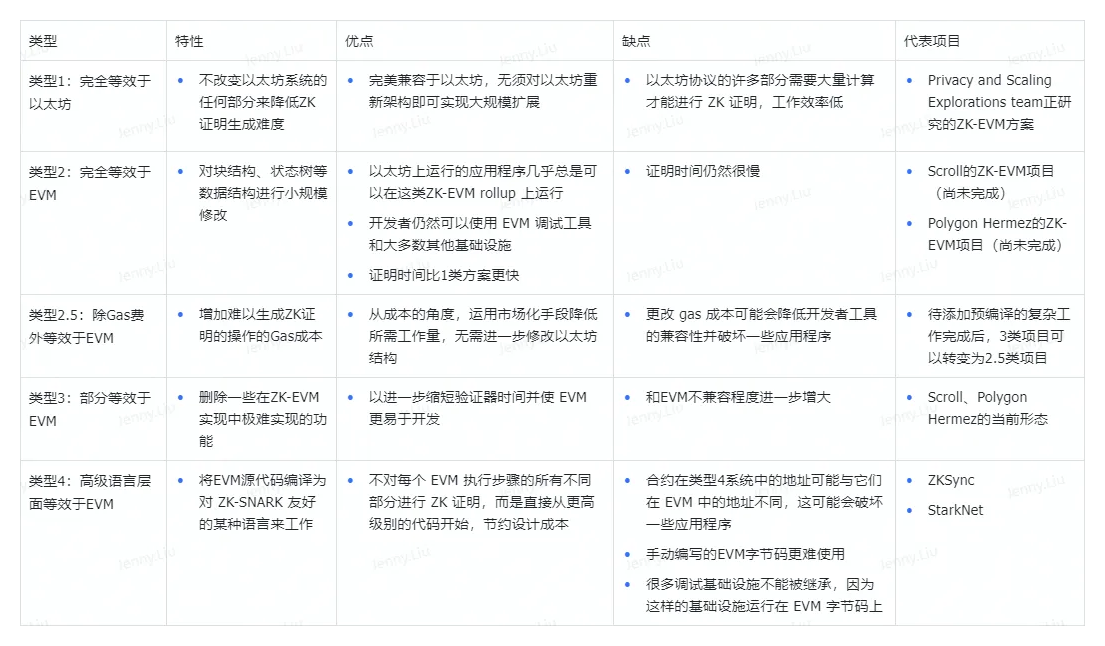 类型
特性
优点
缺点
代表项目
类型1：完全等效于
以太坊
不改变以太坊系统的
任何部分来降低ZK
证明生成难度
完美兼容于以太坊，无须对以太坊重
新架构即可实现大规模扩展
以太坊协议的许多部分需要大量计算
才能进行 ZK 证明，工作效率低
Privacy and Scaling
Explorations team正研
究的ZK-EVM方案
类型2：完全等效于
EVM
对块结构、状态树等
数据结构进行小规模
修改
以太坊上运行的应用程序几乎总是可
以在这类ZK-EVM rollup 上运行
开发者仍然可以使用 EVM 调试工具
和大多数其他基础设施
证明时间比1类方案更快
证明时间仍然很慢
Scroll的ZK-EVM项目
（尚未完成）
Polygon Hermez的ZK-
EVM项目（尚未完成）
类型2.5：除Gas费
外等效于EVM
增加难以生成ZK证
明的操作的Gas成本
从成本的角度，运用市场化手段降低
所需工作量，无需进一步修改以太坊
结构
更改 gas 成本可能会降低开发者工具
的兼容性并破坏一些应用程序
待添加预编译的复杂工
作完成后，3类项目可
以转变为2.5类项目
类型3：部分等效于
EVM
删除一些在ZK-EVM
实现中极难实现的功
能
以进一步缩短验证器时间并使 EVM
更易于开发
和EVM不兼容程度进一步增大
Scroll、Polygon
Hermez的当前形态
类型4：高级语言层
面等效于EVM
将EVM源代码编译为
对 ZK-SNARK 友好
的某种语言来工作
不对每个 EVM 执行步骤的所有不同
部分进行 ZK 证明，而是直接从更高
级别的代码开始，节约设计成本
合约在类型4系统中的地址可能与它们
在 EVM 中的地址不同，这可能会破坏
一些应用程序
手动编写的EVM字节码更难使用
很多调试基础设施不能被继承，因为
这样的基础设施运行在 EVM 字节码上
ZKSync
StarkNet
Jenny.Liu